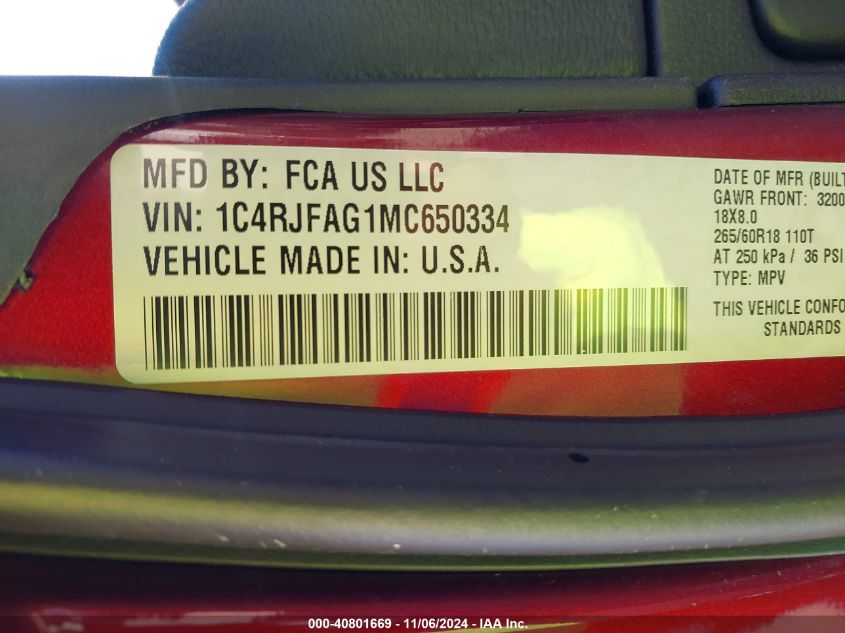 MFD BY: FCA US LLC
VIN: 1C4RJFAG1MC650334
VEHICLE MADE IN: U.S.A.
DATE OF MFR (BUILT
GAWR FRONT: 3200
18X8.0
265/60R18 110T
AT 250 kPa / 36 PSI
TYPE: MPV
THIS VEHICLE CONFO
STANDARDS
000-40801669 - 11/06/2024 - IAA Inc.